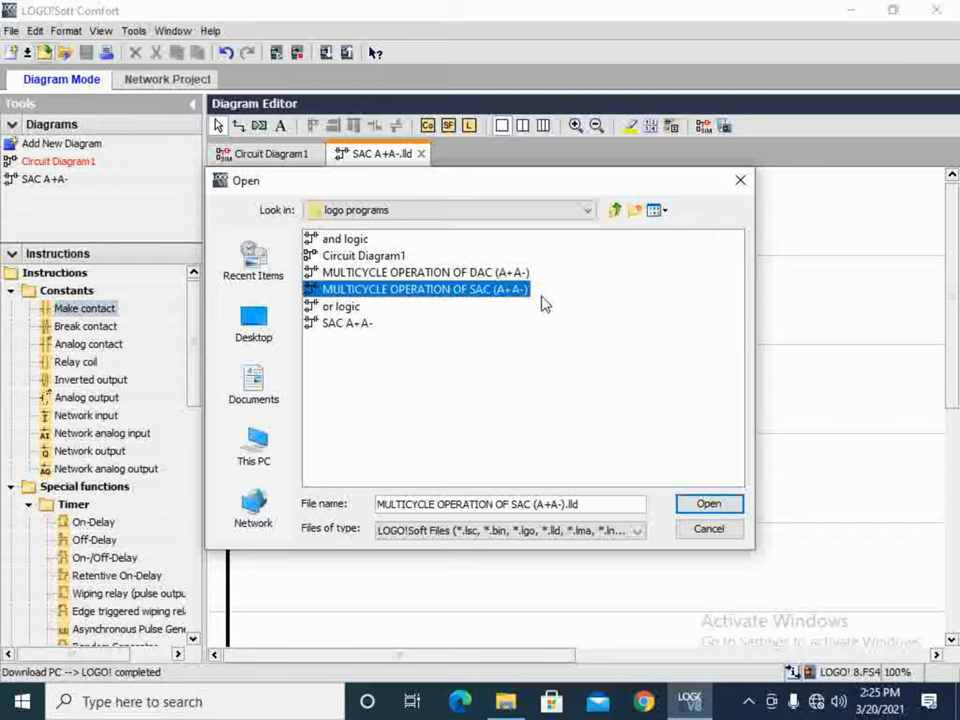 LOGO!Soft Comfort
File Edit Format View Tools Window Help
Diagram Mode Network Project
Tools
Diagram Editor
Diagrams
Add New Diagram
Circuit Diagram1
SAC A+A-
Circuit Diagram1
SAC A+A-.lld
Instructions
Instructions
Constants
Make contact
Break contact
Analog contact
Relay coil
Inverted output
Analog output
Network input
Network analog input
Network output
Network analog output
Special functions
Timer
On-Delay
Off-Delay
On-/Off-Delay
Retentive On-Delay
Wiping relay (pulse outpu
Edge triggered wiping rel
Asynchronous Pulse Gene
Open
Look in: logo programs
Recent Items
Desktop
Documents
This PC
Network
and logic
Circuit Diagram1
MULTICYCLE OPERATION OF DAC (A+A-)
MULTICYCLE OPERATION OF SAC (A+A-)
or logic
SAC A+A-
File name: MULTICYCLE OPERATION OF SAC (A+A-).lld Open
Files of type: LOGO!Soft Files (*.lsc, *.bin, *.lgo, *.lld, *.lma, *.ln... Cancel
Activate Windows
Go to Settings to activate Windows.
Download PC --> LOGO! completed
LOGO! 8.FS4 100%
Type here to search
2:25 PM
3/20/2021